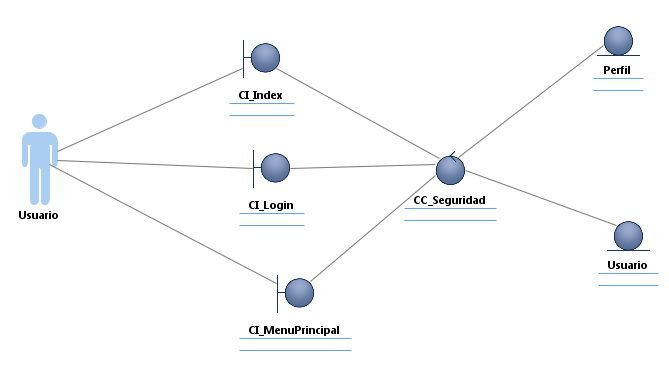 Perfil
CI_Index
CI_Login
CC_Seguridad
Usuario
Usuario
CI_MenuPrincipal